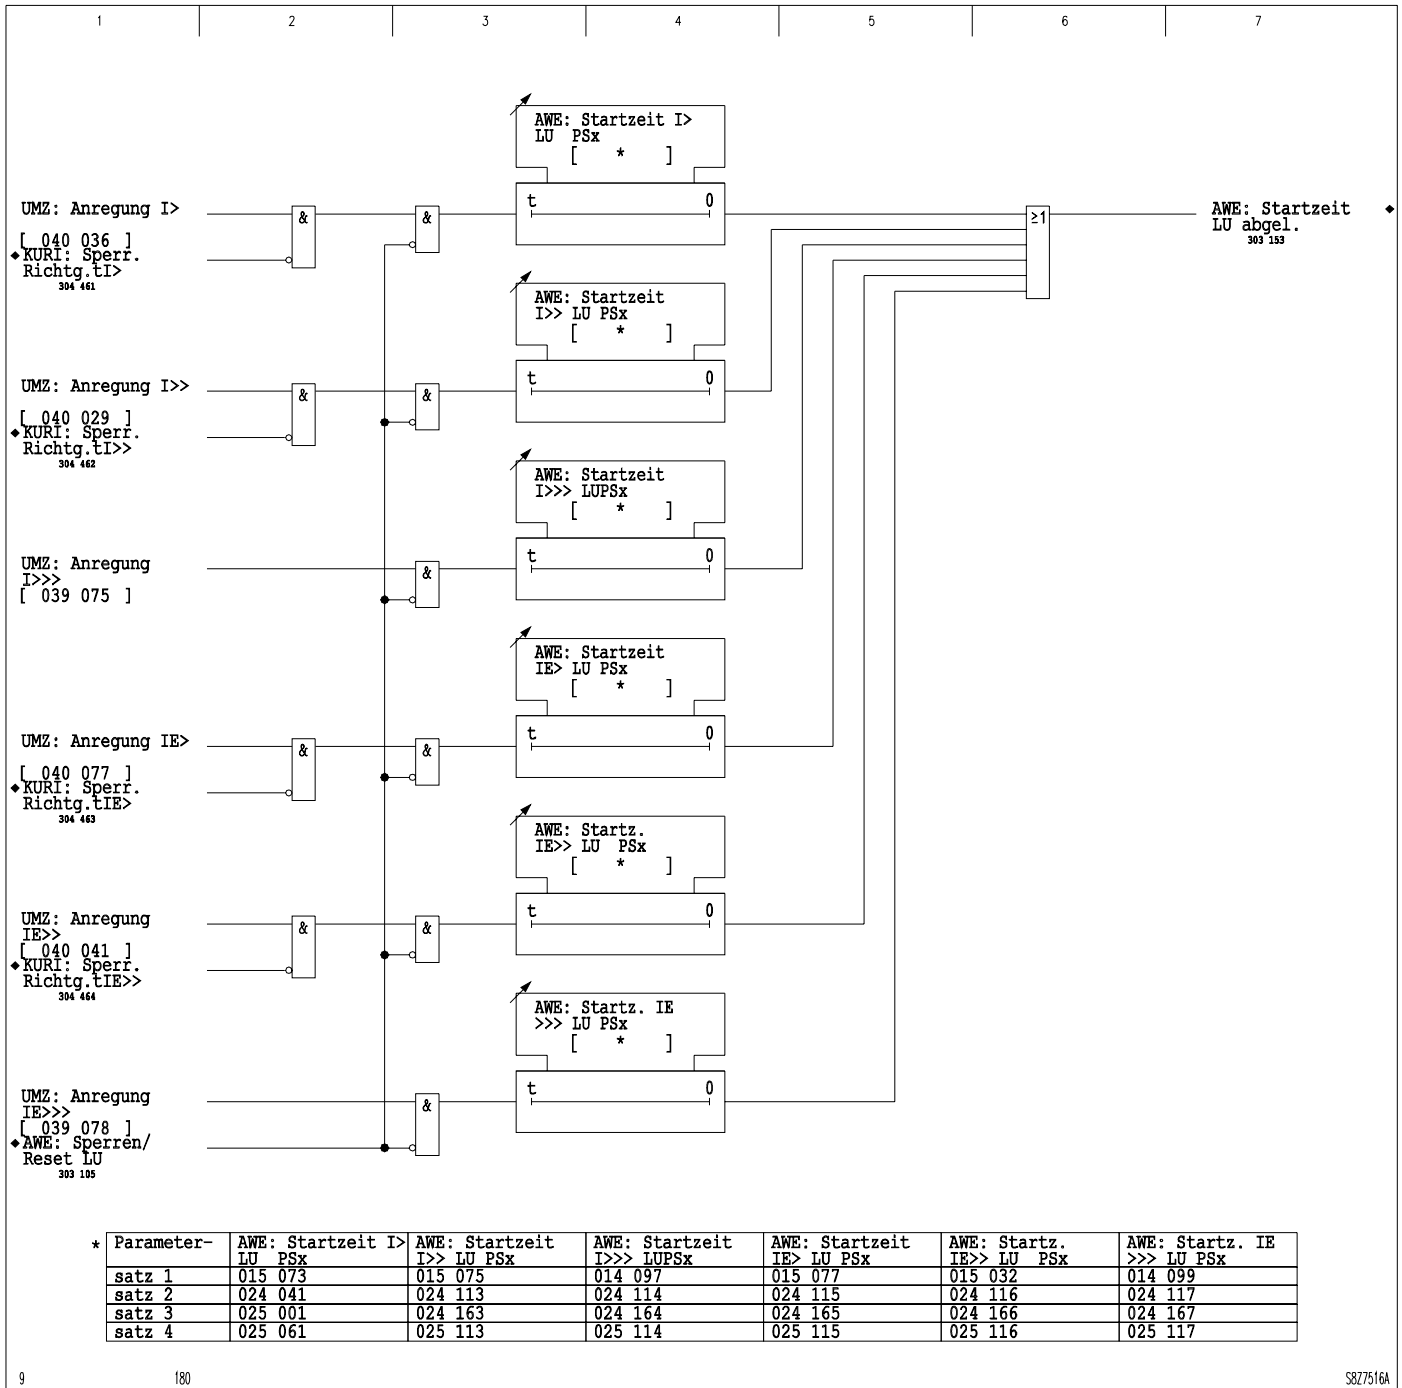 1 2 3 4 5 6 7
AWE: Startzeit I>
LU PSx
[ * ]
t 0
UMZ: Anregung I>
[ 040 036 ]
◆KURI: Sperr.
Richtg.tI>
304 461
&
&
≥1
AWE: Startzeit ◆
LU abgel.
303 153
AWE: Startzeit
I>> LU PSx
[ * ]
t 0
UMZ: Anregung I>>
[ 040 029 ]
◆KURI: Sperr.
Richtg.tI>>
304 462
&
&
AWE: Startzeit
I>>> LUPSx
[ * ]
t 0
UMZ: Anregung
I>>>
[ 039 075 ]
&
AWE: Startzeit
IE> LU PSx
[ * ]
t 0
UMZ: Anregung IE>
[ 040 077 ]
◆KURI: Sperr.
Richtg.tIE>
304 463
&
&
AWE: Startz.
IE>> LU PSx
[ * ]
t 0
UMZ: Anregung
IE>>
[ 040 041 ]
◆KURI: Sperr.
Richtg.tIE>>
304 464
&
&
AWE: Startz. IE
>>> LU PSx
[ * ]
t 0
UMZ: Anregung
IE>>>
[ 039 078 ]
◆AWE: Sperren/
Reset LU
303 105
&
* Parameter- AWE: Startzeit I> AWE: Startzeit AWE: Startzeit AWE: Startzeit AWE: Startz. AWE: Startz. IE
LU PSx I>> LU PSx I>>> LUPSx IE> LU PSx IE>> LU PSx >>> LU PSx
satz 1 015 073 015 075 014 097 015 077 015 032 014 099
satz 2 024 041 024 113 024 114 024 115 024 116 024 117
satz 3 025 001 024 163 024 164 024 165 024 166 024 167
satz 4 025 061 025 113 025 114 025 115 025 116 025 117
9 180 S8Z7516A